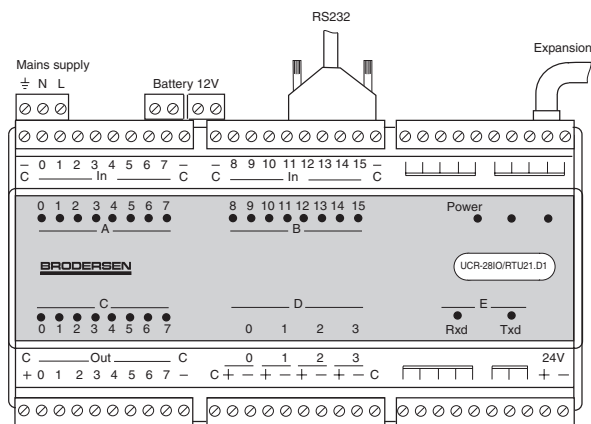 RS232
Expansion
Mains supply
N L
Battery 12V
– 0 1 2 3 4 5 6 7 –
C In C
– 8 9 10 11 12 13 14 15 –
C In C
0 1 2 3 4 5 6 7
A
8 9 10 11 12 13 14 15
B
Power
BRODERSEN
UCR-28IO/RTU21.D1
C
0 1 2 3 4 5 6 7
D
0 1 2 3
E
Rxd Txd
C Out C
+ 0 1 2 3 4 5 6 7 –
0 1 2 3
C + – + – + – + – C
24V
+ –